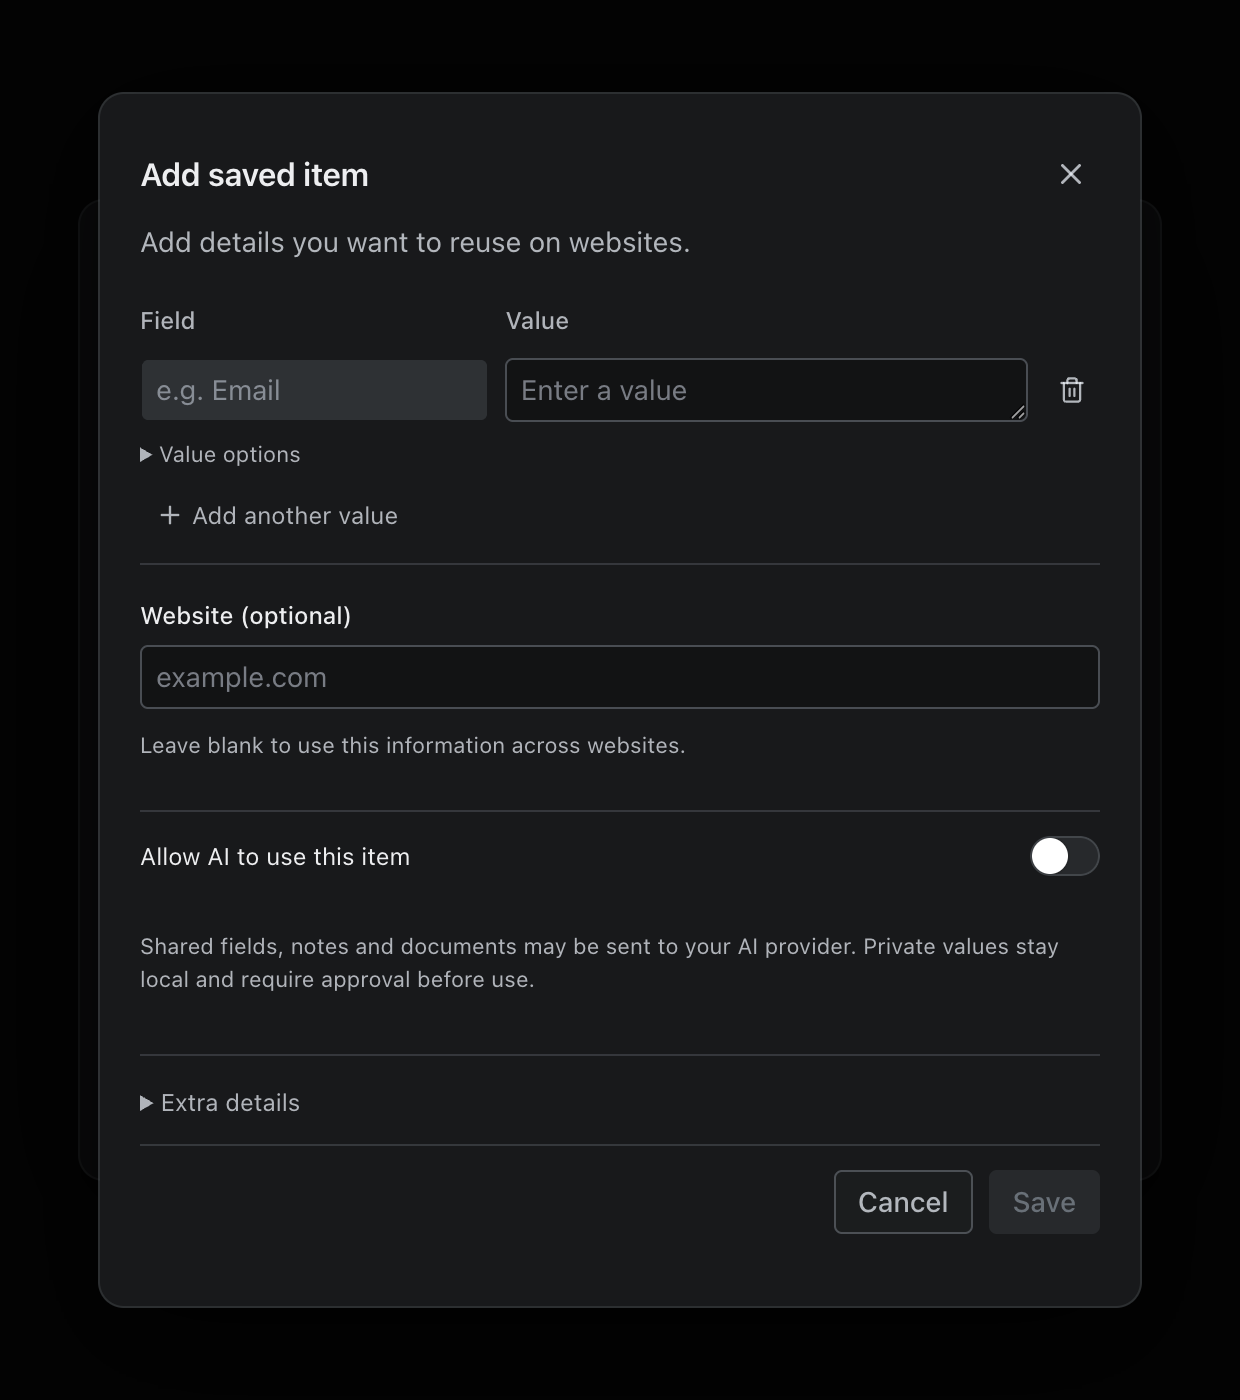 Add saved item
Add details you want to reuse on websites.
Field
Value
e.g. Email
Enter a value
Value options
Add another value
Website (optional)
example.com
Leave blank to use this information across websites.
Allow AI to use this item
Shared fields, notes and documents may be sent to your AI provider. Private values stay
local and require approval before use.
Extra details
Cancel
Save